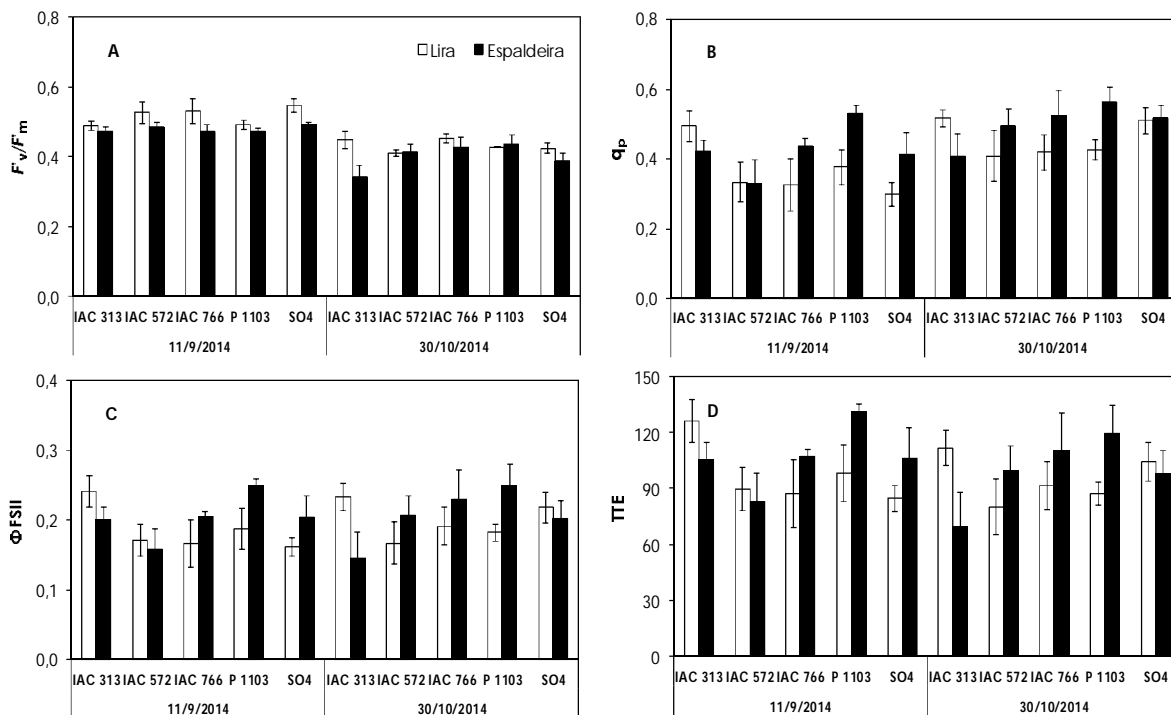 A
Lira Espaldeira
F'v/F'm
0,8
0,6
0,4
0,2
0,0
IAC 313 IAC 572 IAC 766 P 1103 SO4 IAC 313 IAC 572 IAC 766 P 1103 SO4
11/9/2014 30/10/2014
B
qp
0,8
0,6
0,4
0,2
0,0
IAC 313 IAC 572 IAC 766 P 1103 SO4 IAC 313 IAC 572 IAC 766 P 1103 SO4
11/9/2014 30/10/2014
C
ΦFSII
0,4
0,3
0,2
0,1
0,0
IAC 313 IAC 572 IAC 766 P 1103 SO4 IAC 313 IAC 572 IAC 766 P 1103 SO4
11/9/2014 30/10/2014
D
TTE
150
120
90
60
30
0
IAC 313 IAC 572 IAC 766 P 1103 SO4 IAC 313 IAC 572 IAC 766 P 1103 SO4
11/9/2014 30/10/2014